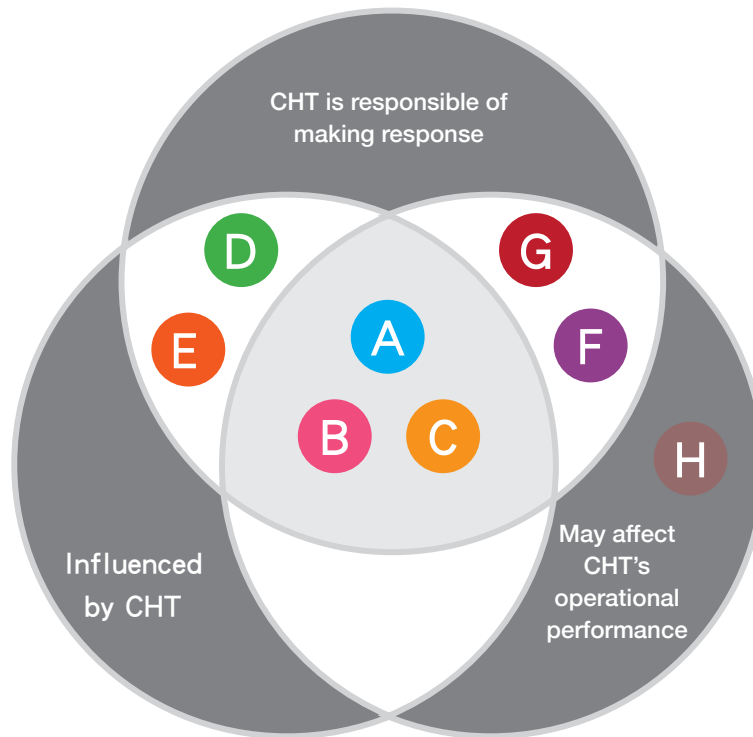 CHT is responsible of
making response
D
G
A
E
F
B
C
H
May affect
CHT's
operational
performance
Influenced
by CHT